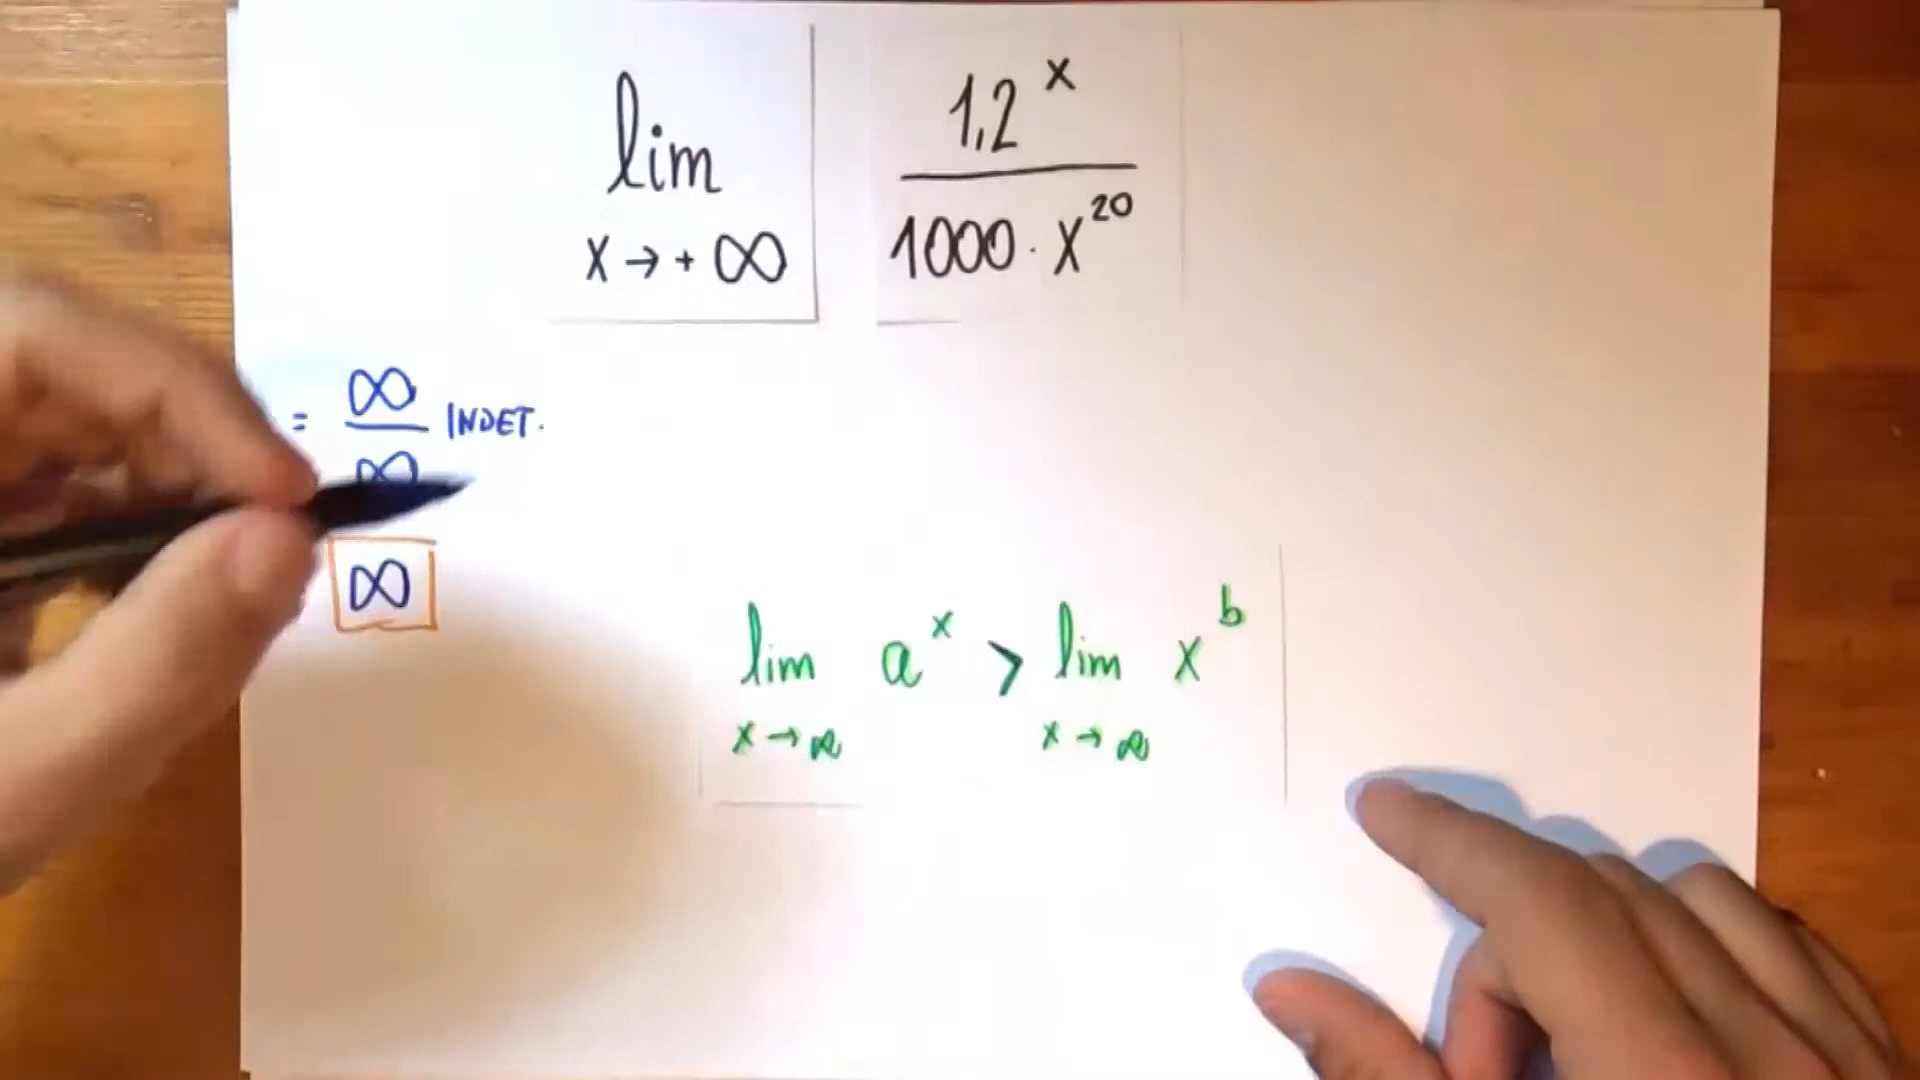 lim x→+∞ 1,2^x / 1000·x^20
= ∞/∞ INDET.
∞
lim x→∞ a^x > lim x→∞ x^b